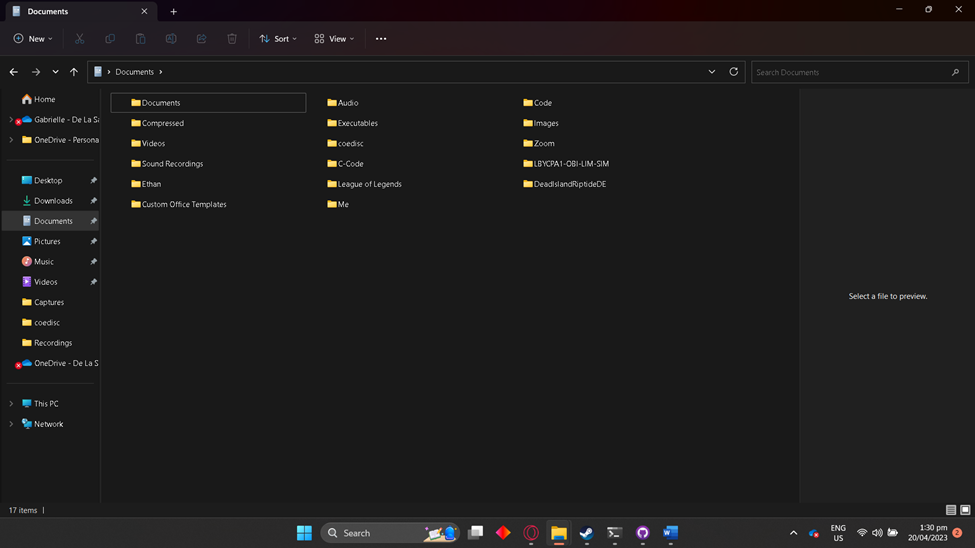 Documents
New
Sort
View
Documents
Search Documents
Home
Gabrielle - De La Sa
OneDrive - Persona
Desktop
Downloads
Documents
Pictures
Music
Videos
Captures
coedisc
Recordings
OneDrive - De La S
This PC
Network
Documents Audio Code
Compressed Executables Images
Videos coedisc Zoom
Sound Recordings C-Code LBYCPA1-OBI-LIM-SIM
Ethan League of Legends DeadIslandRiptideDE
Custom Office Templates Me
Select a file to preview.
17 items
Search
ENG
US
1:30 pm
20/04/2023
2